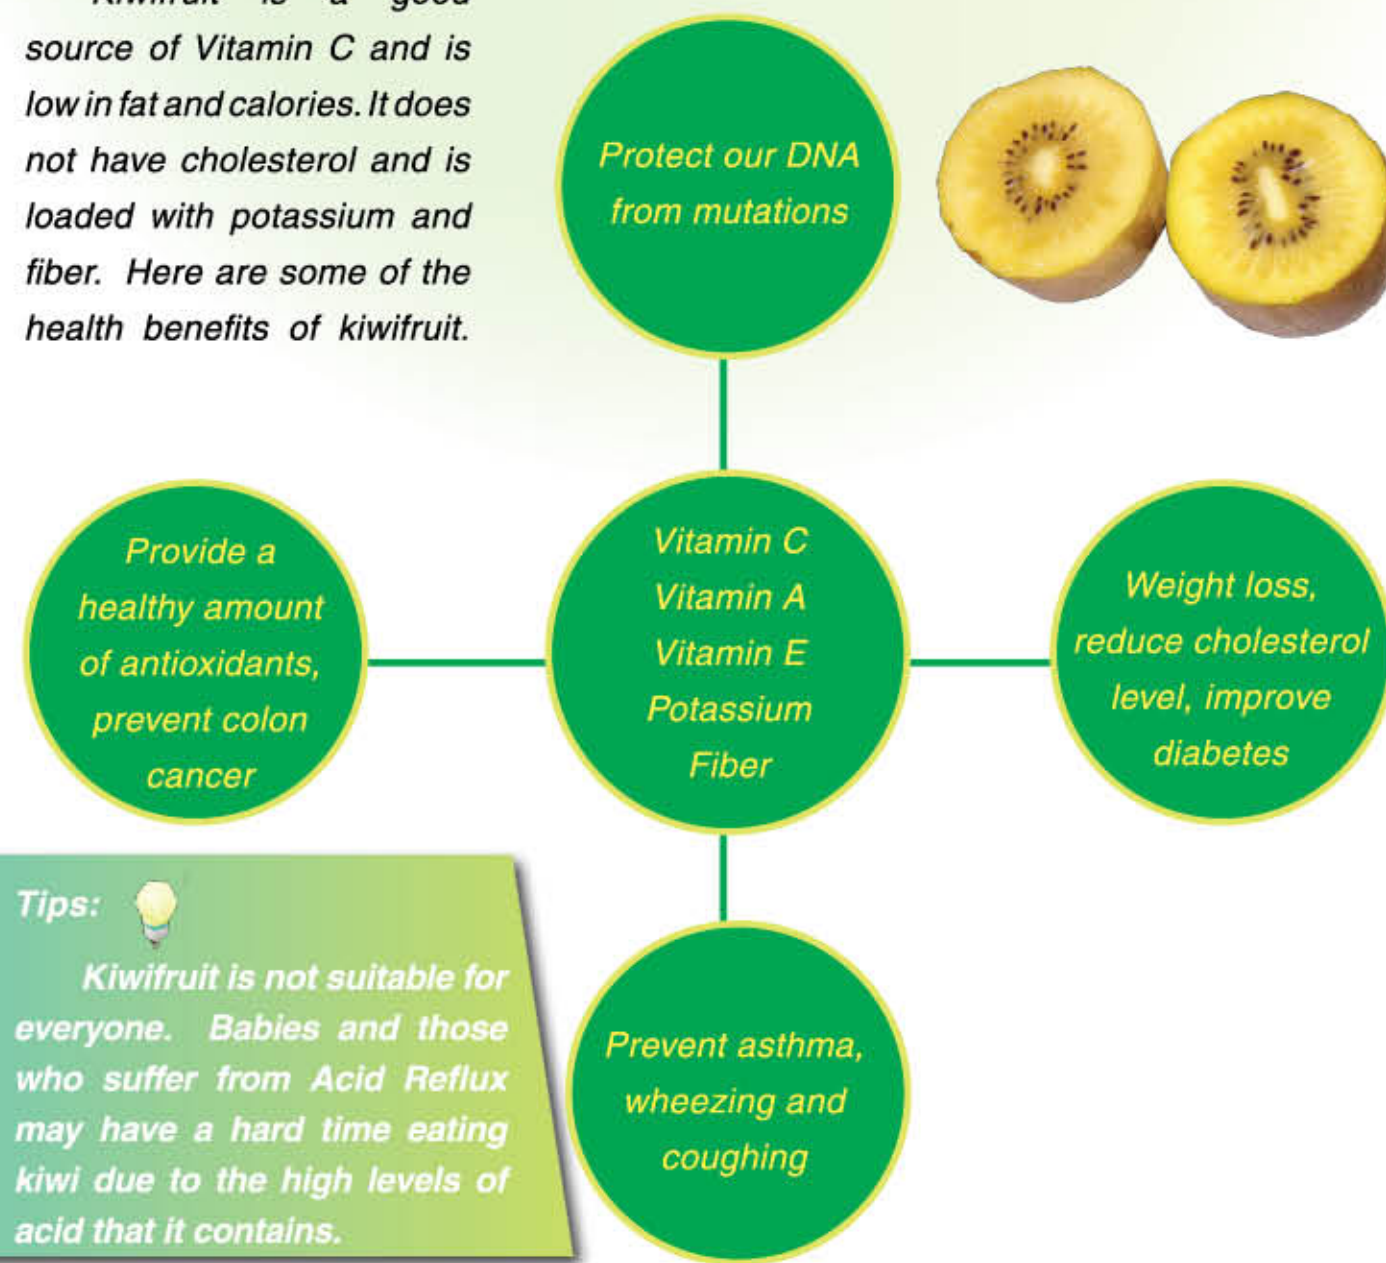 Kiwifruit is a good
source of Vitamin C and is
low in fat and calories. It does
not have cholesterol and is
loaded with potassium and
fiber. Here are some of the
health benefits of kiwifruit.
Protect our DNA
from mutations
Provide a
healthy amount
of antioxidants,
prevent colon
cancer
Vitamin C
Vitamin A
Vitamin E
Potassium
Fiber
Weight loss,
reduce cholesterol
level, improve
diabetes
Prevent asthma,
wheezing and
coughing
Tips:
Kiwifruit is not suitable for
everyone. Babies and those
who suffer from Acid Reflux
may have a hard time eating
kiwi due to the high levels of
acid that it contains.